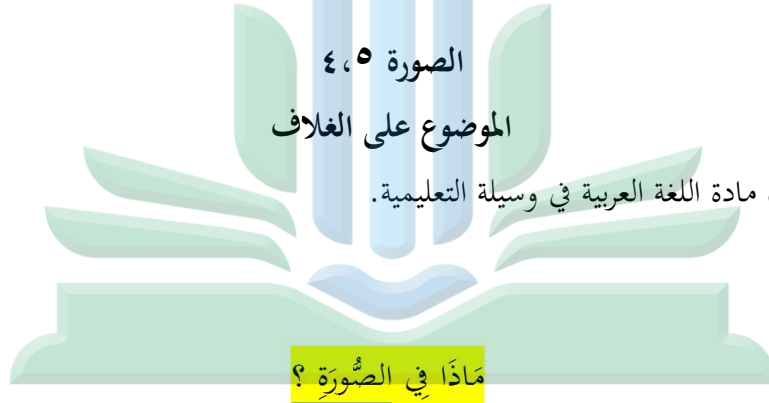 الصورة ٤،٥
الموضوع على الغلاف
مادة اللغة العربية في وسيلة التعليمية.
مَاذَا فِي الصُّورَةِ ؟